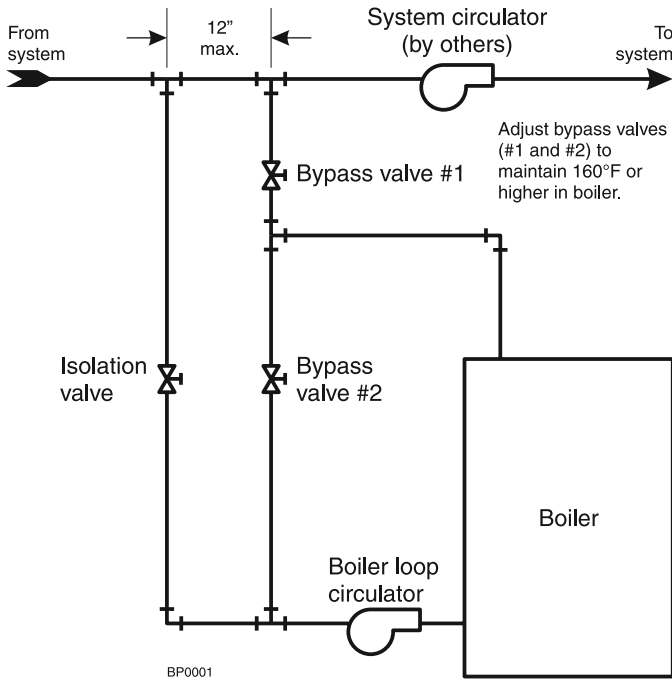 From
system
12"
max.
System circulator
(by others)
To
system
Adjust bypass valves
(#1 and #2) to
maintain 160°F or
higher in boiler.
Bypass valve #1
Isolation
valve
Bypass
valve #2
Boiler
Boiler loop
circulator
BP0001